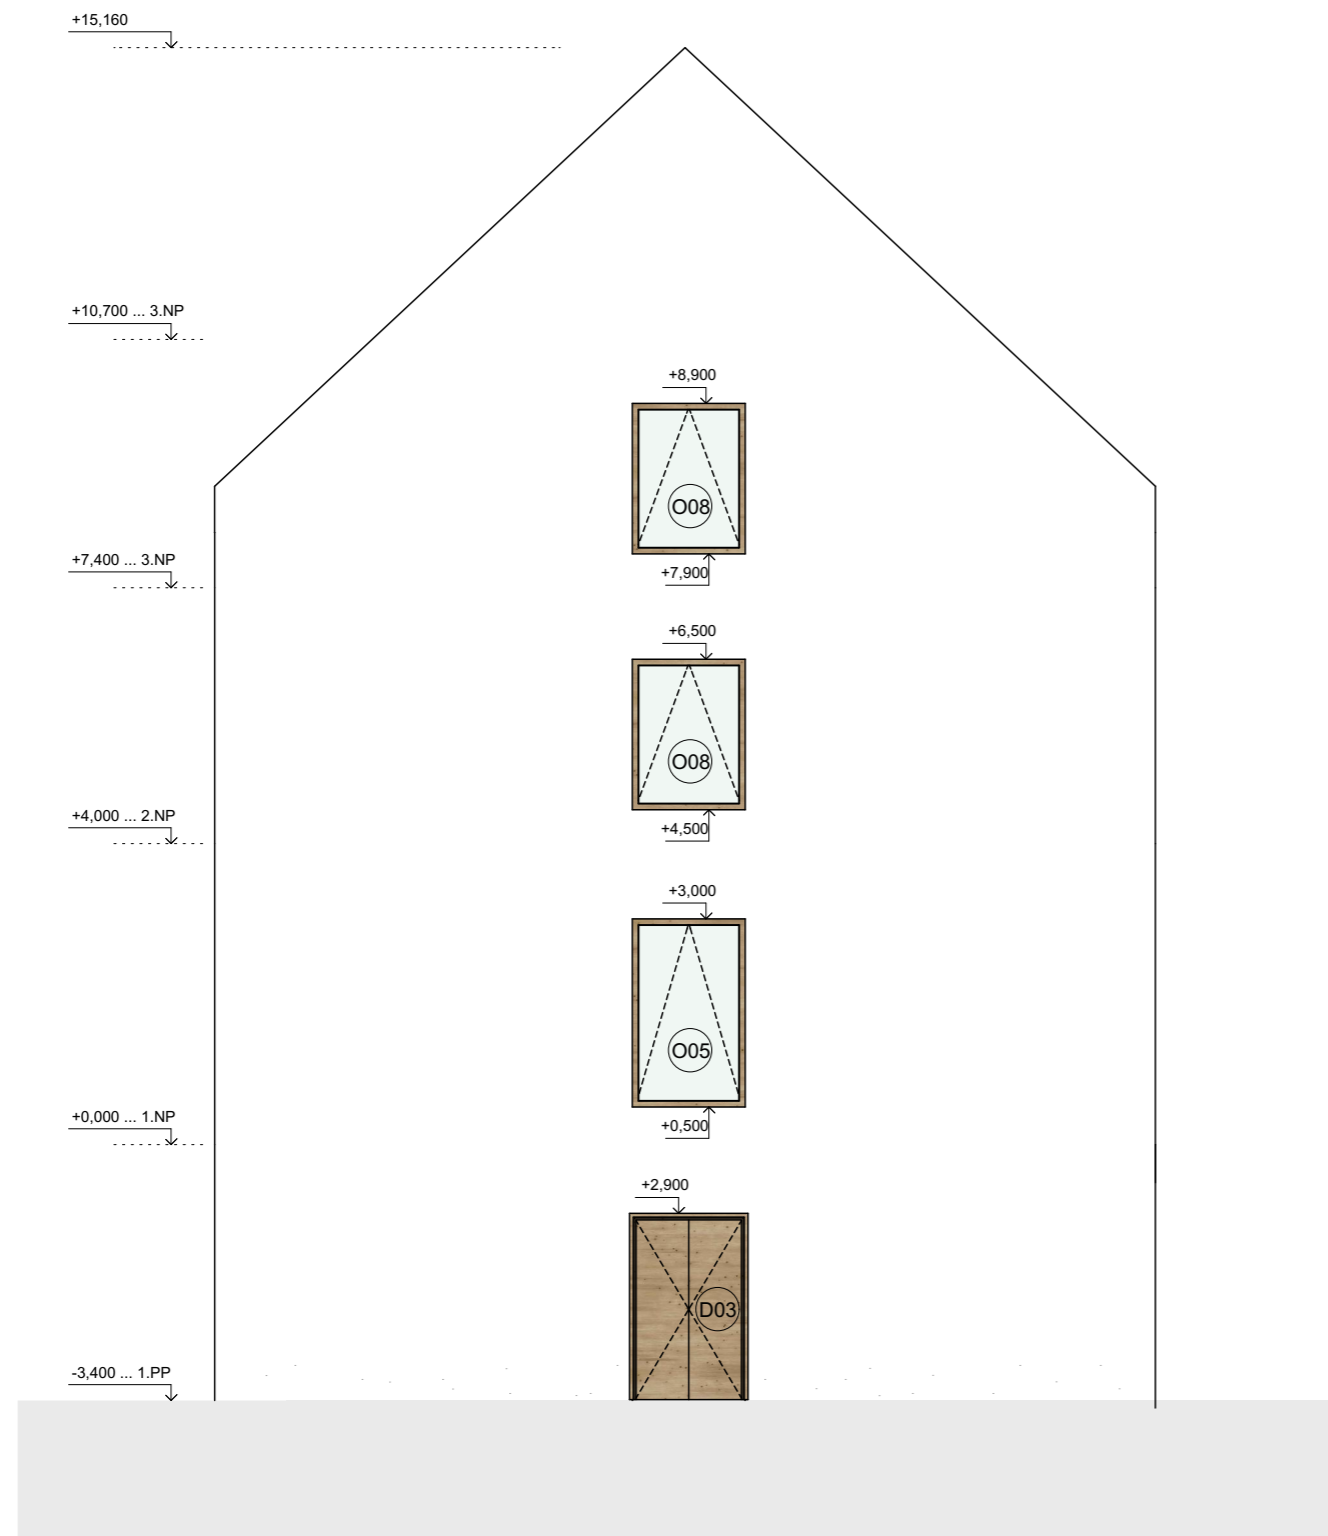 +15,160
+10,700 ... 3.NP
+8,900
O08
+7,900
+7,400 ... 3.NP
+6,500
O08
+4,500
+4,000 ... 2.NP
+3,000
O05
+0,500
+0,000 ... 1.NP
+2,900
D03
-3,400 ... 1.PP